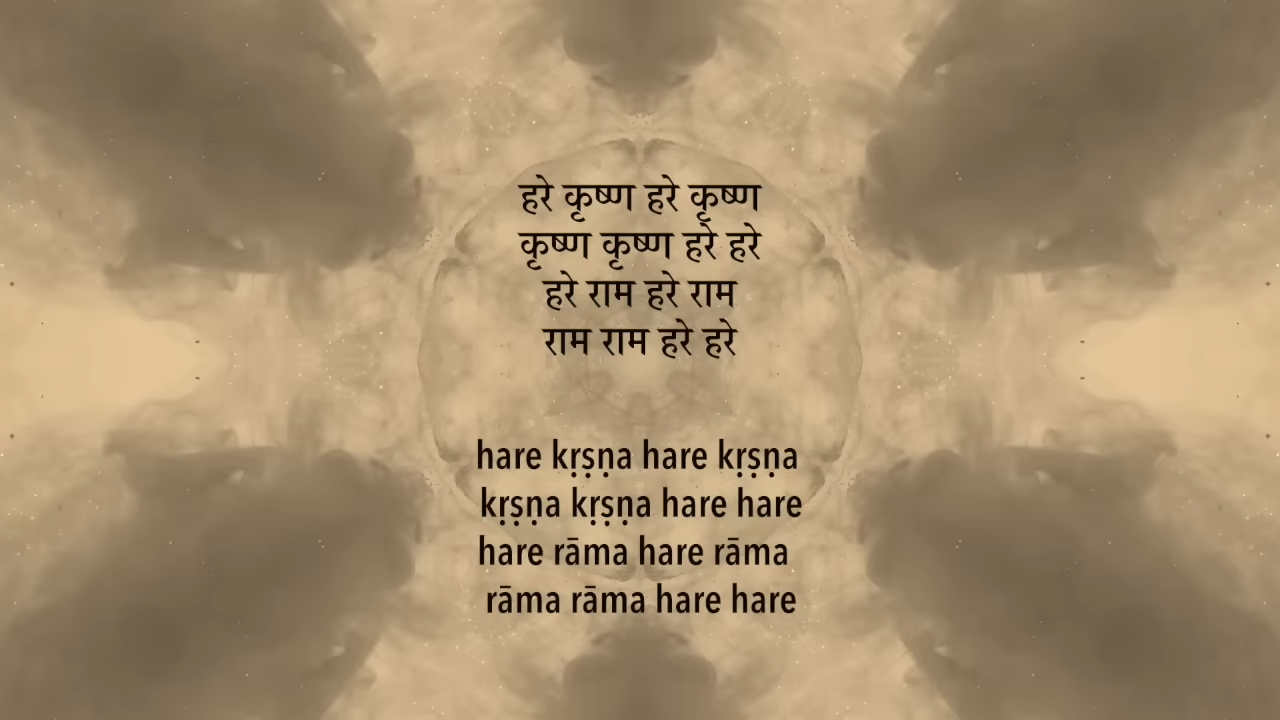 हरे कृष्ण हरे कृष्ण
कृष्ण कृष्ण हरे हरे
हरे राम हरे राम
राम राम हरे हरे
hare kṛṣṇa hare kṛṣṇa
kṛṣṇa kṛṣṇa hare hare
hare rāma hare rāma
rāma rāma hare hare